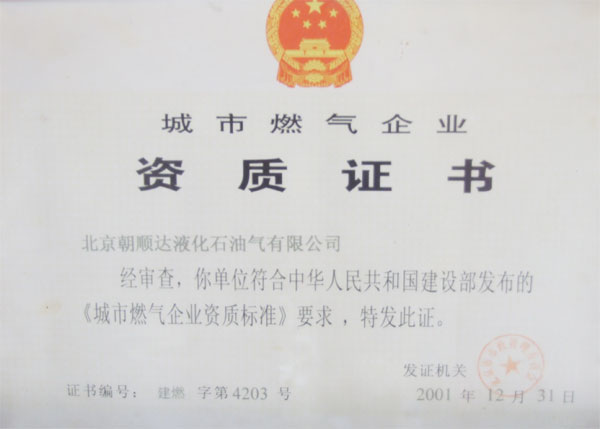 城市燃气企业
资质证书
北京朝顺达液化石油气有限公司
经审查，你单位符合中华人民共和国建设部发布的
《城市燃气企业资质标准》要求，特发此证。
发证机关
证书编号： 建燃 字第4203 号
2001 年 12 月 31 日